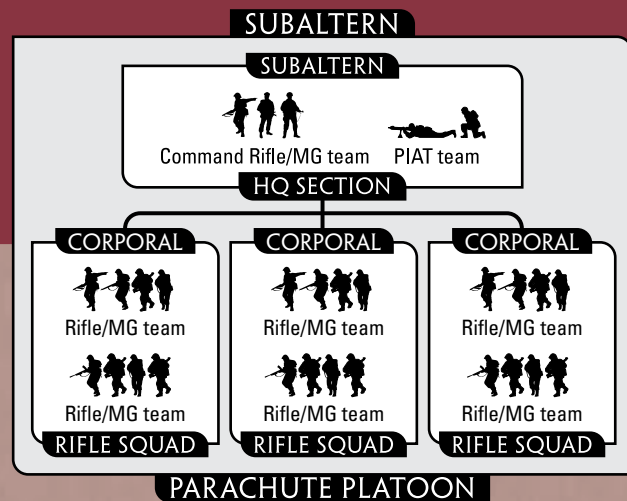 SUBALTERN
SUBALTERN
Command Rifle/MG team PIAT team
HQ SECTION
CORPORAL CORPORAL CORPORAL
Rifle/MG team Rifle/MG team Rifle/MG team
Rifle/MG team Rifle/MG team Rifle/MG team
RIFLE SQUAD RIFLE SQUAD RIFLE SQUAD
PARACHUTE PLATOON